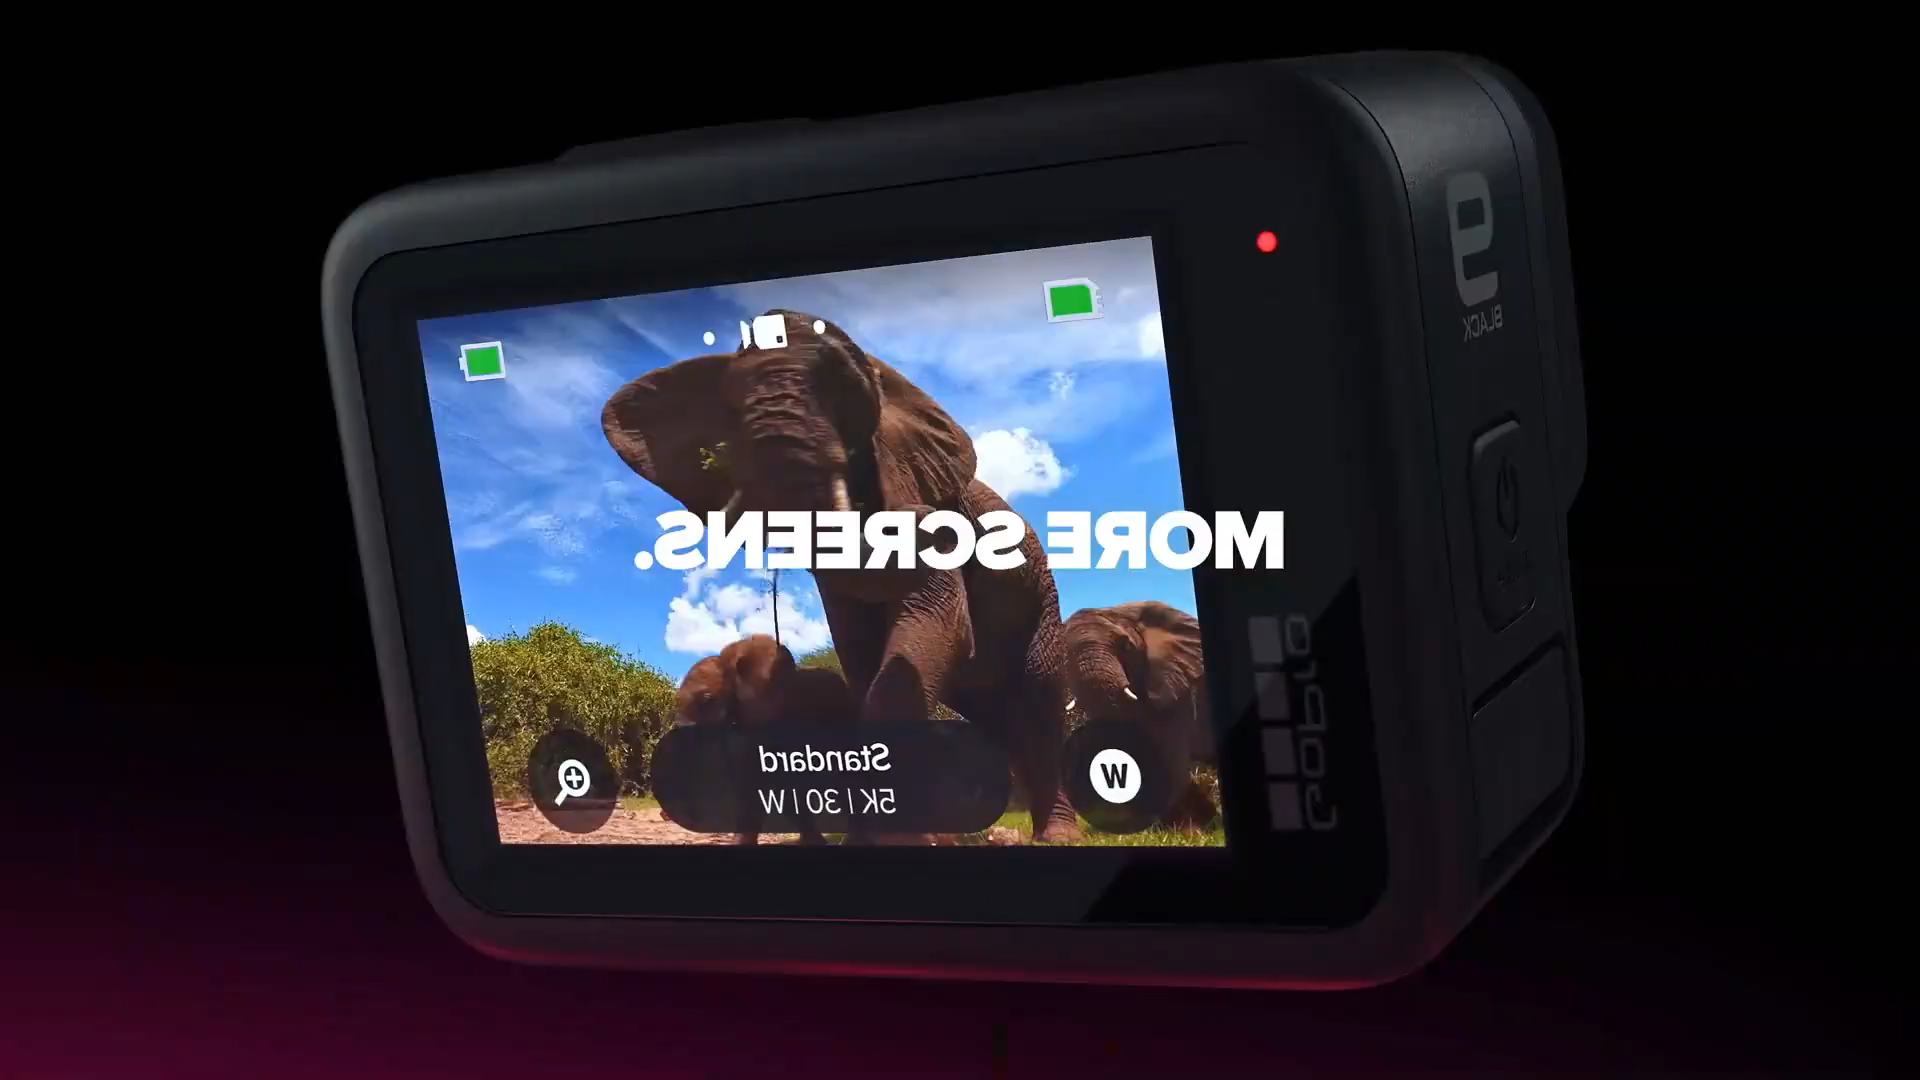 MORE SCREENS.
9
BLACK
GoPro
W
Standard
5K | 30 | W